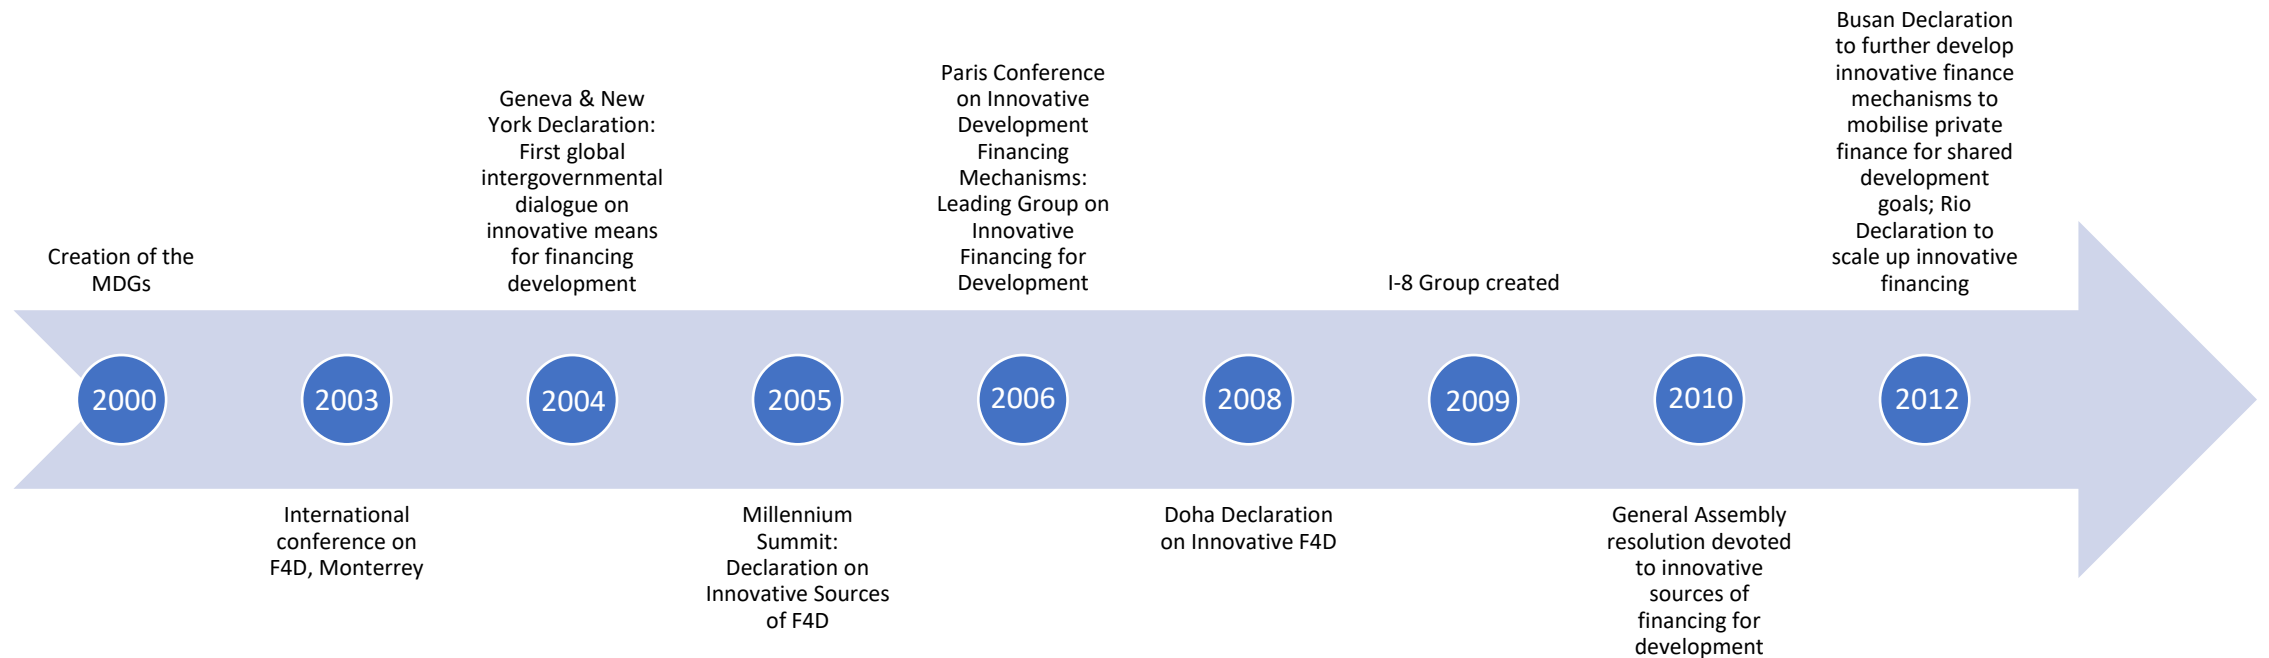 Creation of the
MDGs
Geneva & New
York Declaration:
First global
intergovernmental
dialogue on
innovative means
for financing
development
Paris Conference
on Innovative
Development
Financing
Mechanisms:
Leading Group on
Innovative
Financing for
Development
I-8 Group created
Busan Declaration
to further develop
innovative finance
mechanisms to
mobilise private
finance for shared
development
goals; Rio
Declaration to
scale up innovative
financing
2000
2003
2004
2005
2006
2008
2009
2010
2012
International
conference on
F4D, Monterrey
Millennium
Summit:
Declaration on
Innovative Sources
of F4D
Doha Declaration
on Innovative F4D
General Assembly
resolution devoted
to innovative
sources of
financing for
development